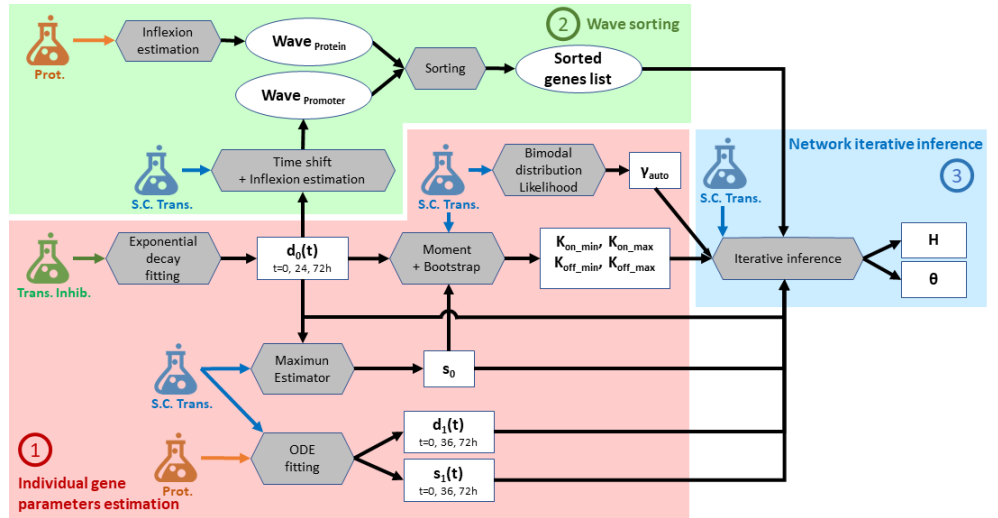 2
Wave sorting
Prot.
Inflexion
estimation
Wave Protein
Wave Promoter
Sorting
Sorted
genes list
S.C. Trans.
Time shift
+ Inflexion estimation
S.C. Trans.
Bimodal
distribution
Likelihood
γauto
Network iterative inference
3
S.C. Trans.
Trans. Inhib.
Exponential
decay
fitting
d0(t)
t=0, 24, 72h
Moment
+ Bootstrap
Kon_min, Kon_max
Koff_min, Koff_max
Iterative inference
H
θ
S.C. Trans.
Maximun
Estimator
s0
1
Individual gene
parameters estimation
Prot.
ODE
fitting
d1(t)
t=0, 36, 72h
s1(t)
t=0, 36, 72h